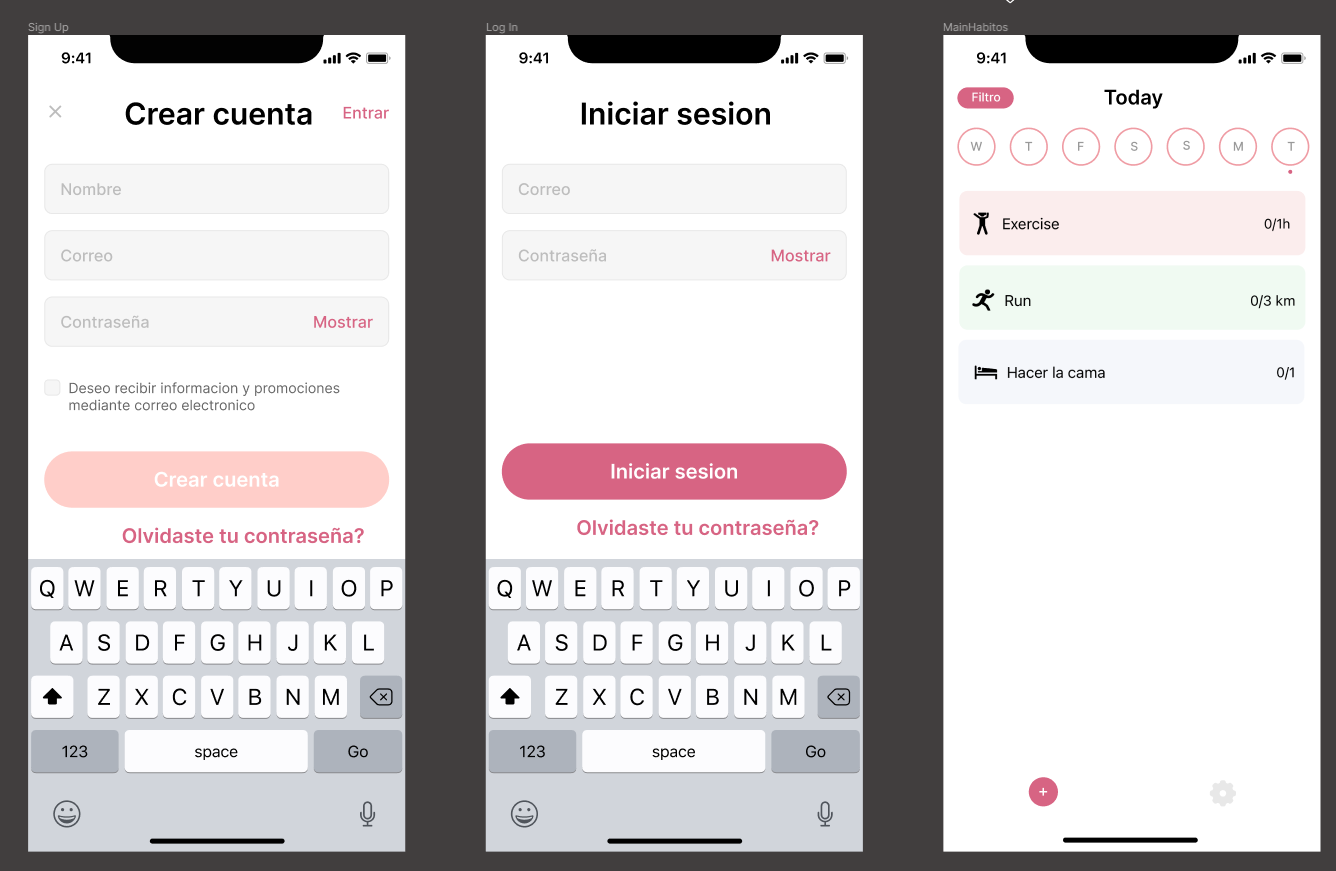 Sign Up
9:41
Crear cuenta
Entrar
Nombre
Correo
Contraseña
Mostrar
Deseo recibir informacion y promociones
mediante correo electronico
Crear cuenta
Olvidaste tu contraseña?
Q W E R T Y U I O P
A S D F G H J K L
Z X C V B N M
123 space Go
Log In
9:41
Iniciar sesion
Correo
Contraseña
Mostrar
Iniciar sesion
Olvidaste tu contraseña?
Q W E R T Y U I O P
A S D F G H J K L
Z X C V B N M
123 space Go
MainHabitos
9:41
Filtro
Today
W T F S S M T
Exercise 0/1h
Run 0/3 km
Hacer la cama 0/1
+